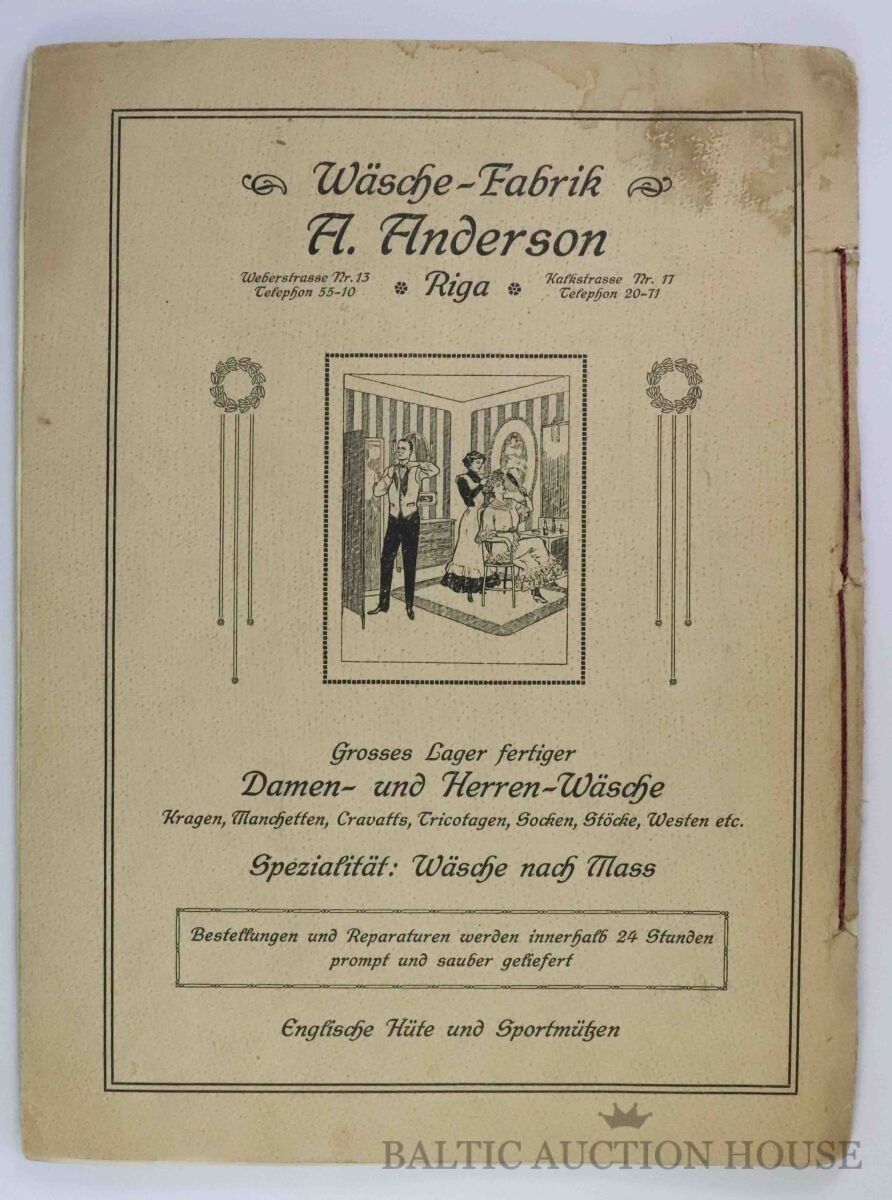 Wäsche-Fabrik
A. Anderson
Weberstrasse Nr. 13
Telephon 55-10
Riga
Kalkstrasse Nr. 17
Telephon 20-71
Grosses Lager fertiger
Damen- und Herren-Wäsche
Kragen, Manchetten, Cravatts, Tricotagen, Socken, Stöcke, Westen etc.
Spezialität: Wäsche nach Mass
Bestellungen und Reparaturen werden innerhalb 24 Stunden
prompt und sauber geliefert
Englische Hüte und Sportmützen
BALTIC AUCTION HOUSE